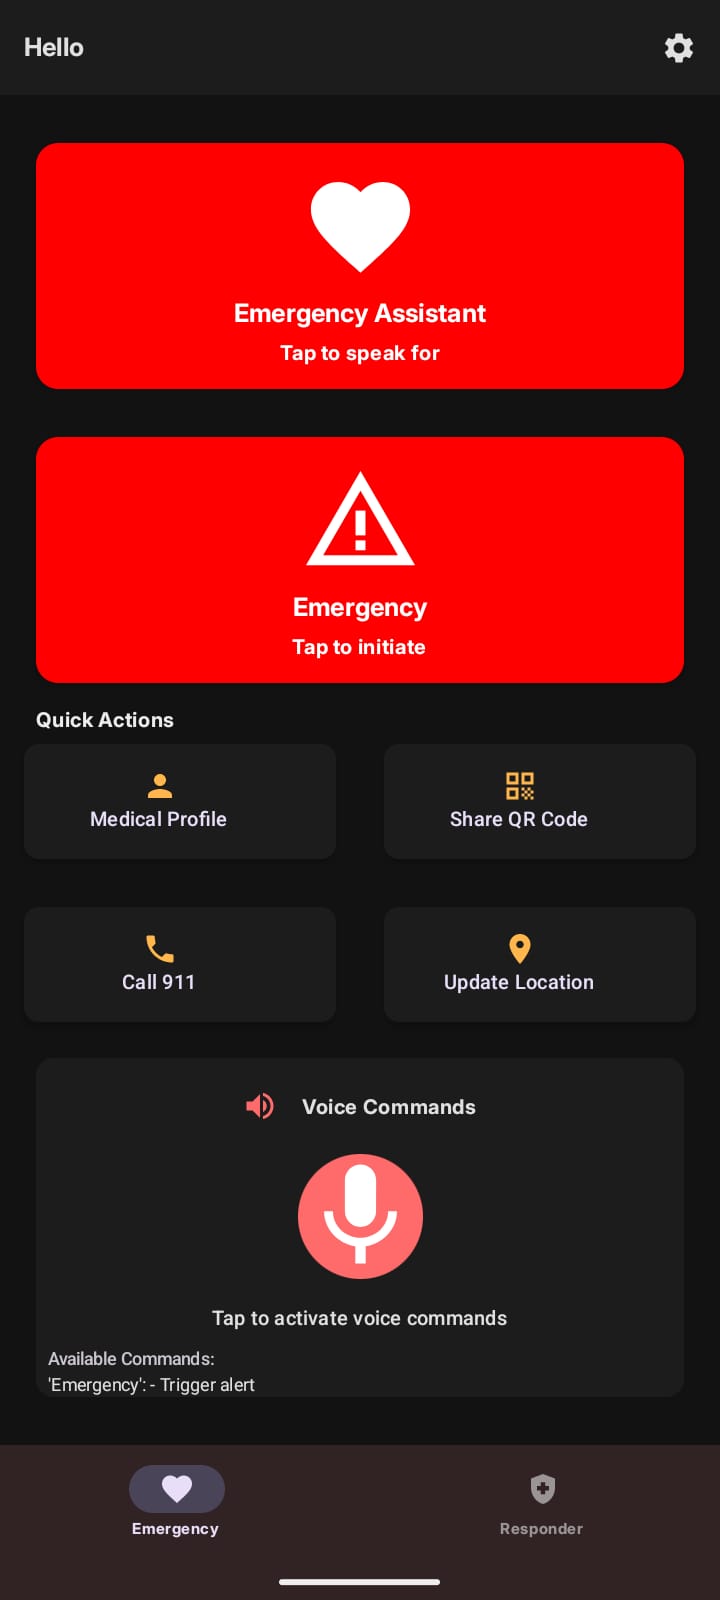 Hello
Emergency Assistant
Tap to speak for
Emergency
Tap to initiate
Quick Actions
Medical Profile
Share QR Code
Call 911
Update Location
Voice Commands
Tap to activate voice commands
Available Commands:
'Emergency': - Trigger alert
Emergency
Responder